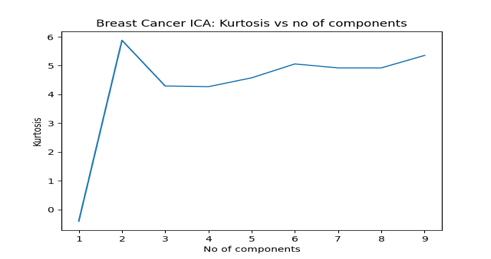 Breast Cancer ICA: Kurtosis vs no of components
6
5
4
3
2
1
0
Kurtosis
1 2 3 4 5 6 7 8 9
No of components